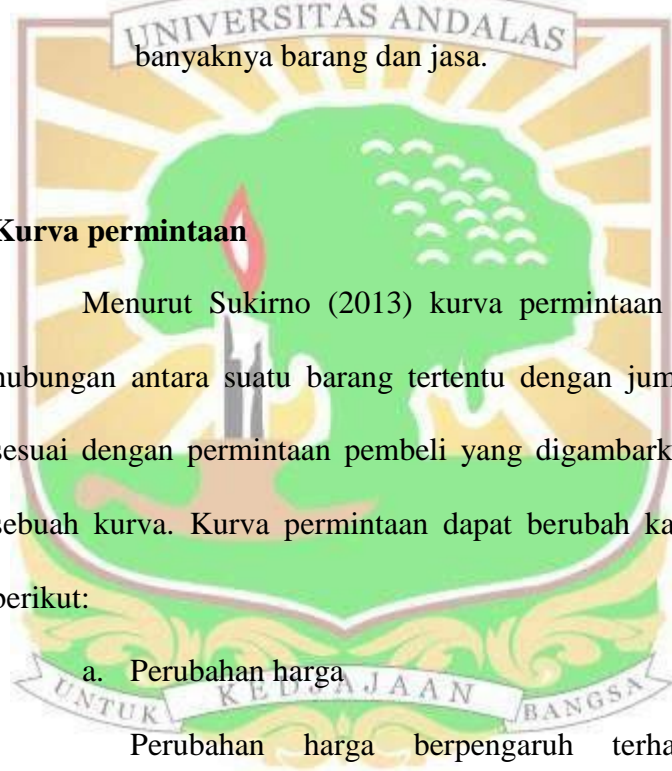 UNIVERSITAS ANDALAS
banyaknya barang dan jasa.
Kurva permintaan
Menurut Sukirno (2013) kurva permintaan
hubungan antara suatu barang tertentu dengan jum
sesuai dengan permintaan pembeli yang digambark
sebuah kurva. Kurva permintaan dapat berubah ka
berikut:
a. Perubahan harga
UNTUK KEDJAJAAN BANGSA
Perubahan harga berpengaruh terha